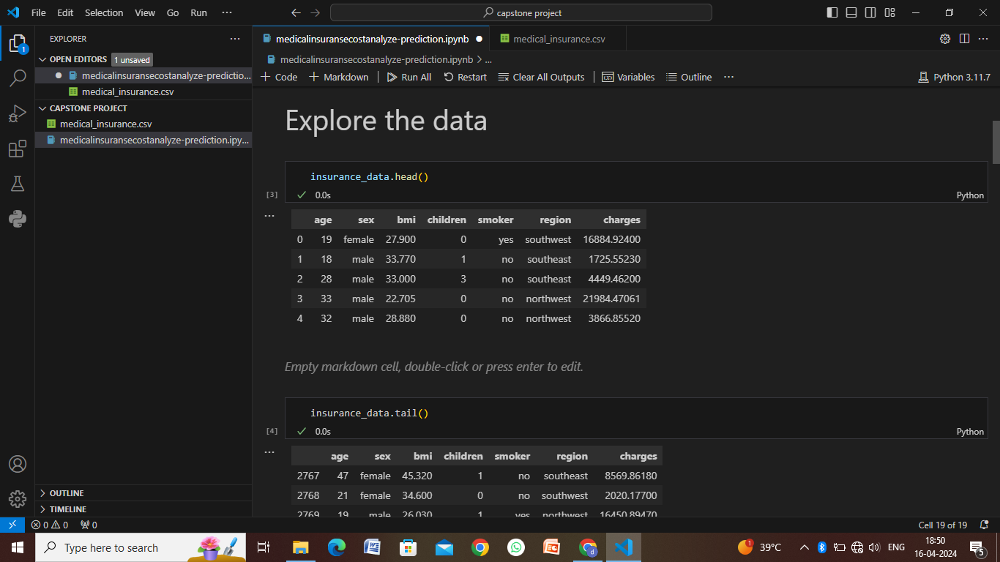 File Edit Selection View Go Run ···
capstone project
EXPLORER ···
OPEN EDITORS 1 unsaved
medicalinsuransecostanalyze-predictio...
medical_insurance.csv
CAPSTONE PROJECT
medical_insurance.csv
medicalinsuransecostanalyze-prediction.ipy...
OUTLINE
TIMELINE
medicalinsuransecostanalyze-prediction.ipynb
medical_insurance.csv
medicalinsuransecostanalyze-prediction.ipynb > ...
+ Code + Markdown Run All Restart Clear All Outputs Variables Outline ··· Python 3.11.7
Explore the data
insurance_data.head()
[3] 0.0s Python
age sex bmi children smoker region charges
0 19 female 27.900 0 yes southwest 16884.92400
1 18 male 33.770 1 no southeast 1725.55230
2 28 male 33.000 3 no southeast 4449.46200
3 33 male 22.705 0 no northwest 21984.47061
4 32 male 28.880 0 no northwest 3866.85520
Empty markdown cell, double-click or press enter to edit.
insurance_data.tail()
[4] 0.0s Python
age sex bmi children smoker region charges
2767 47 female 45.320 1 no southeast 8569.86180
2768 21 female 34.600 0 no southwest 2020.17700
2769 19 male 26.030 1 yes northwest 16450.89470
0 0 0 Cell 19 of 19
Type here to search
39°C ENG 18:50
16-04-2024